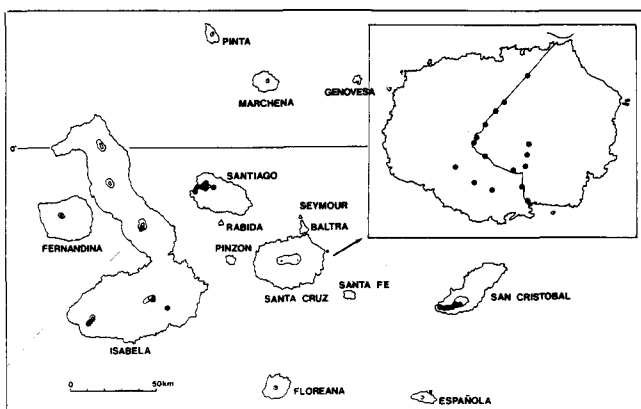 PINTA
MARCHENA
GENOVESA
0°
SANTIAGO
SEYMOUR
RABIDA
BALTRA
FERNANDINA
PINZON
SANTA FE
SANTA CRUZ
SAN CRISTOBAL
ISABELA
0 50km
FLOREANA
ESPAÑOLA